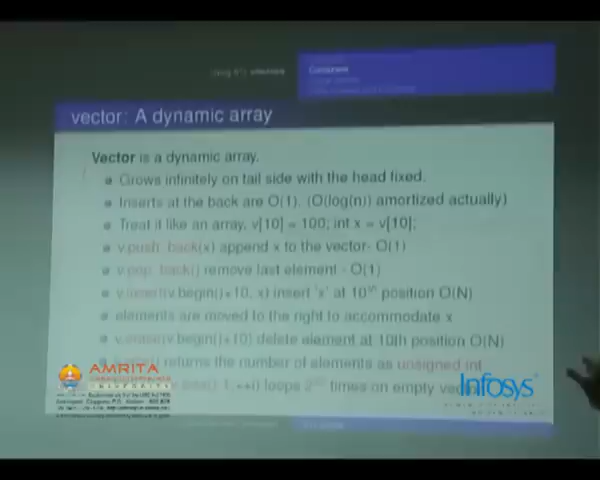 Containers
vector: A dynamic array
Vector is a dynamic array.
Grows infinitely on tail side with the head fixed.
Inserts at the back are O(1). (O(log(n)) amortized actually)
Treat it like an array, v[10] = 100; int x = v[10];
v.push_back(x) append x to the vector- O(1)
v.pop_back() remove last element - O(1)
v.insert(v.begin()+10, x) insert 'x' at 10th position O(N)
elements are moved to the right to accommodate x
v.erase(v.begin()+10) delete element at 10th position O(N)
returns the number of elements as unsigned int
AMRITA
loops times on empty
Infosys